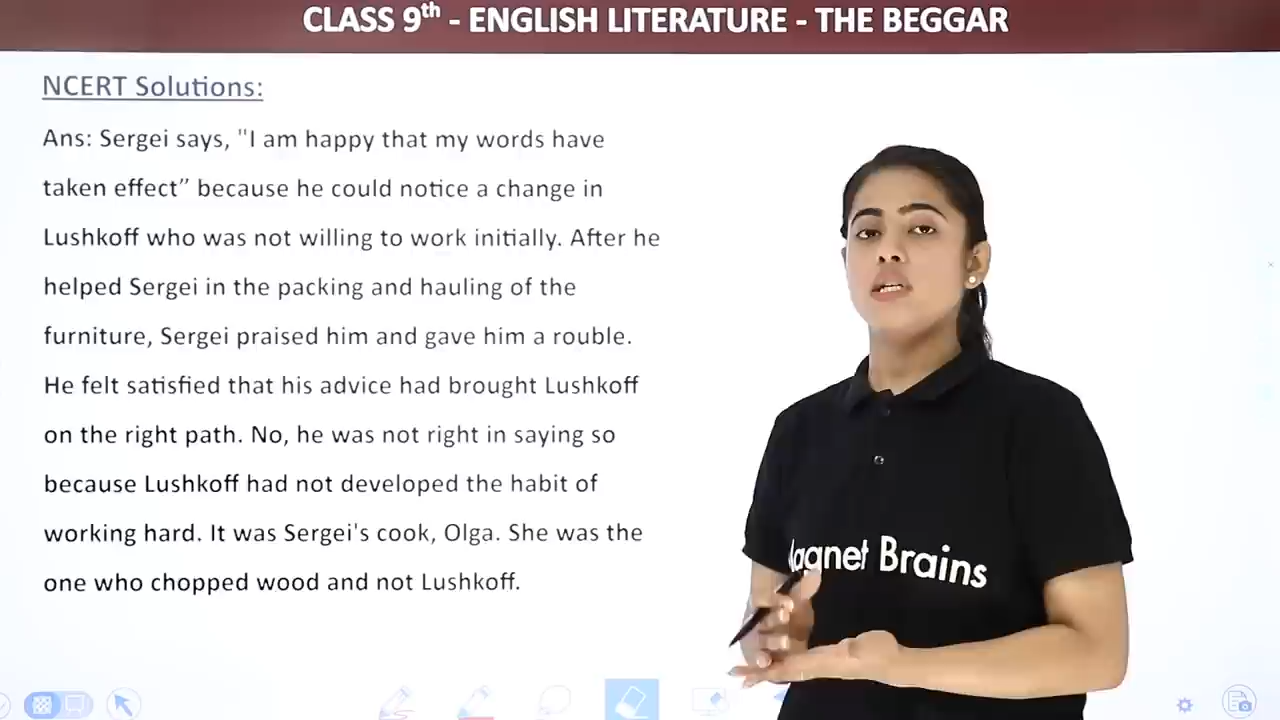 CLASS 9th - ENGLISH LITERATURE - THE BEGGAR
NCERT Solutions:
Ans: Sergei says, "I am happy that my words have
taken effect” because he could notice a change in
Lushkoff who was not willing to work initially. After he
helped Sergei in the packing and hauling of the
furniture, Sergei praised him and gave him a rouble.
He felt satisfied that his advice had brought Lushkoff
on the right path. No, he was not right in saying so
because Lushkoff had not developed the habit of
working hard. It was Sergei's cook, Olga. She was the
one who chopped wood and not Lushkoff.
agnet Brains